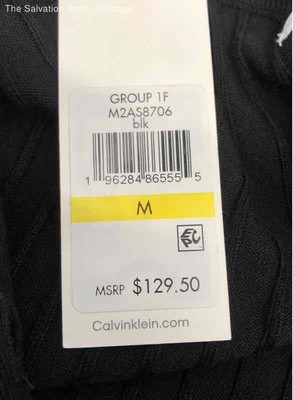 The Salvation Army - Chicago
GROUP 1F
M2AS8706
blk
1 96284 86555 5
M
MSRP $129.50
Calvinklein.com